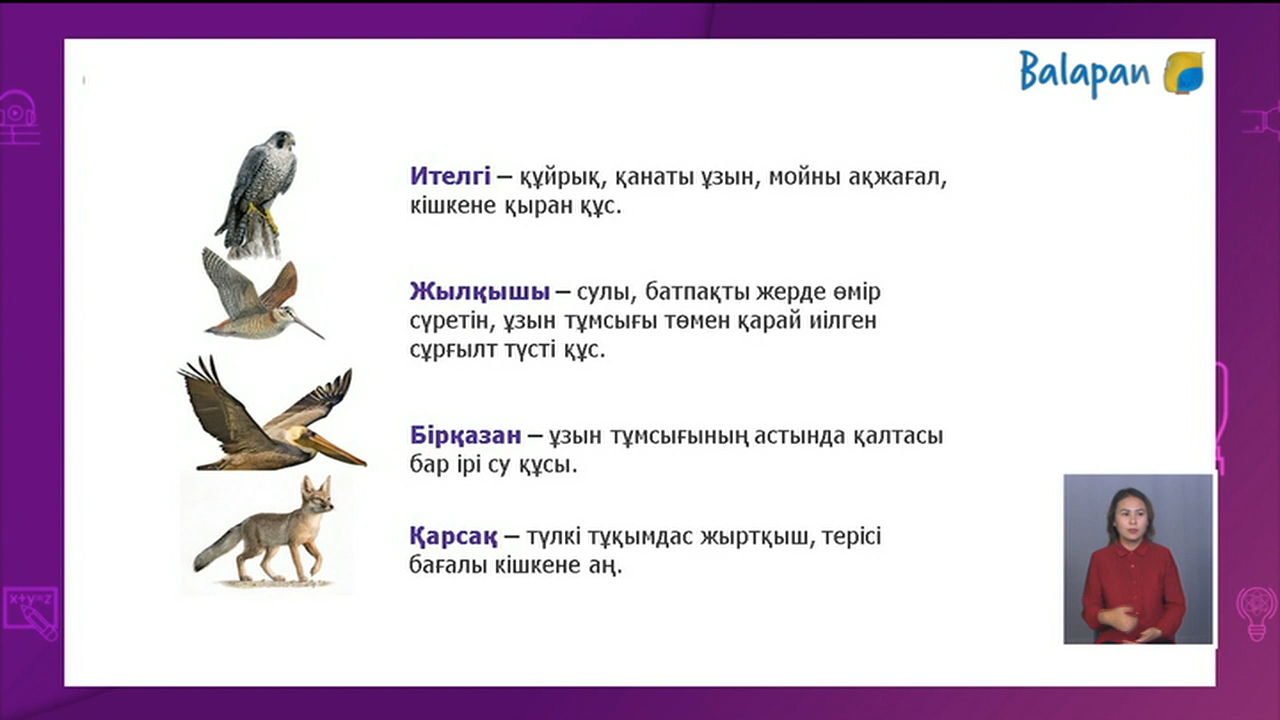 Balapan
Ителгі – құйрық, қанаты ұзын, мойны ақжағал,
кішкене қыран құс.
Жылқышы – сулы, батпақты жерде өмір
сүретін, ұзын тұмсығы төмен қарай иілген
сұрғылт түсті құс.
Бірқазан – ұзын тұмсығының астында қалтасы
бар ірі су құсы.
Қарсақ – түлкі тұқымдас жыртқыш, терісі
бағалы кішкене аң.
x+y=z